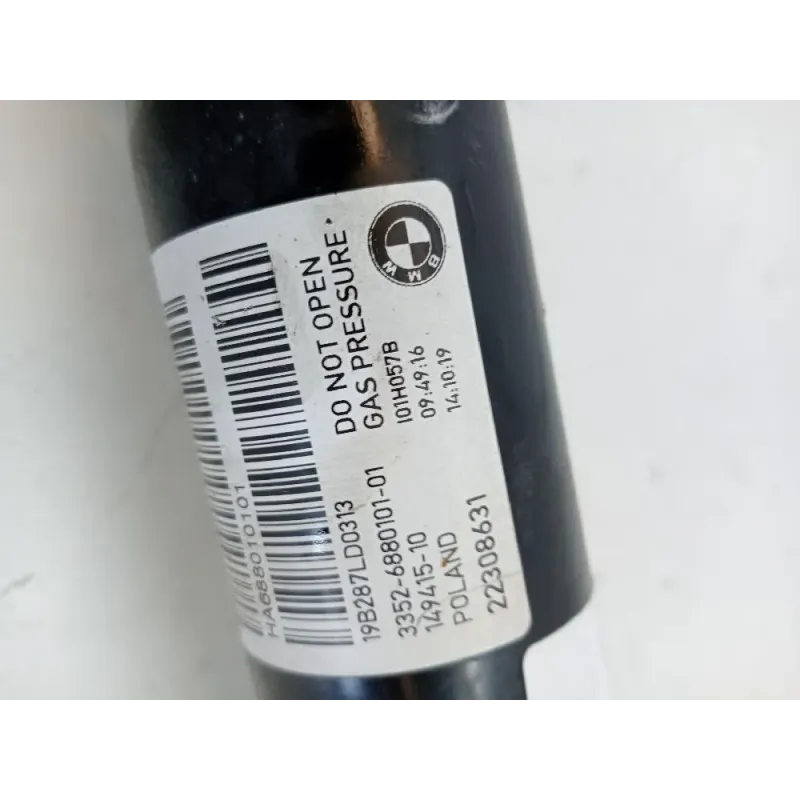 BMW
DO NOT OPEN
GAS PRESSURE
I01H057B
09:49:16
14:10:19
HA688010101
19B287LD0313
3352-6880101-01
149415-10
POLAND
22308631